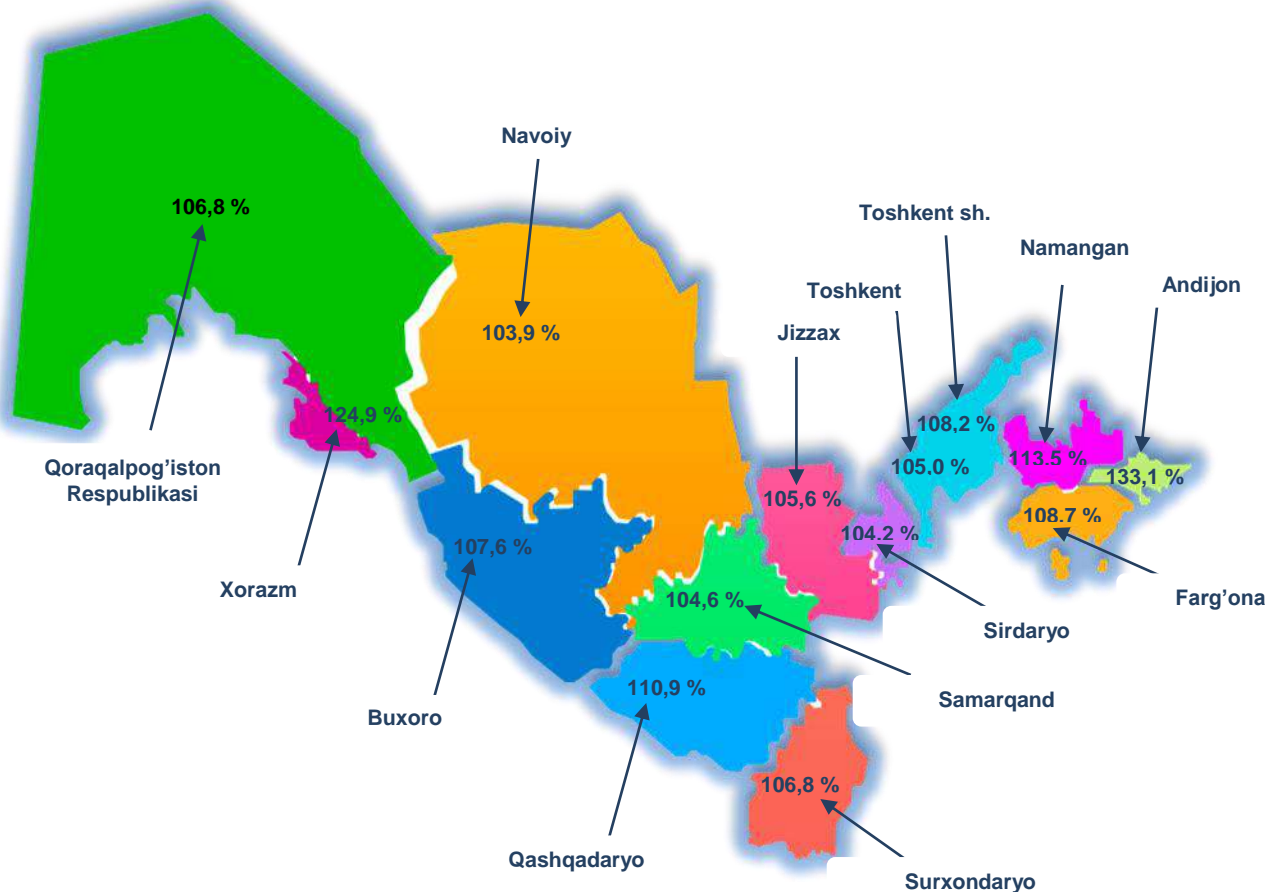 Navoiy
106,8 %
Toshkent sh.
Namangan
Toshkent
Andijon
Jizzax
103,9 %
124,9 %
108,2 %
113,5 %
105,0 %
133,1 %
Qoraqalpog’iston
Respublikasi
105,6 %
108,7 %
104,2 %
107,6 %
Xorazm
104,6 %
Farg’ona
Sirdaryo
110,9 %
Samarqand
Buxoro
106,8 %
Qashqadaryo
Surxondaryo